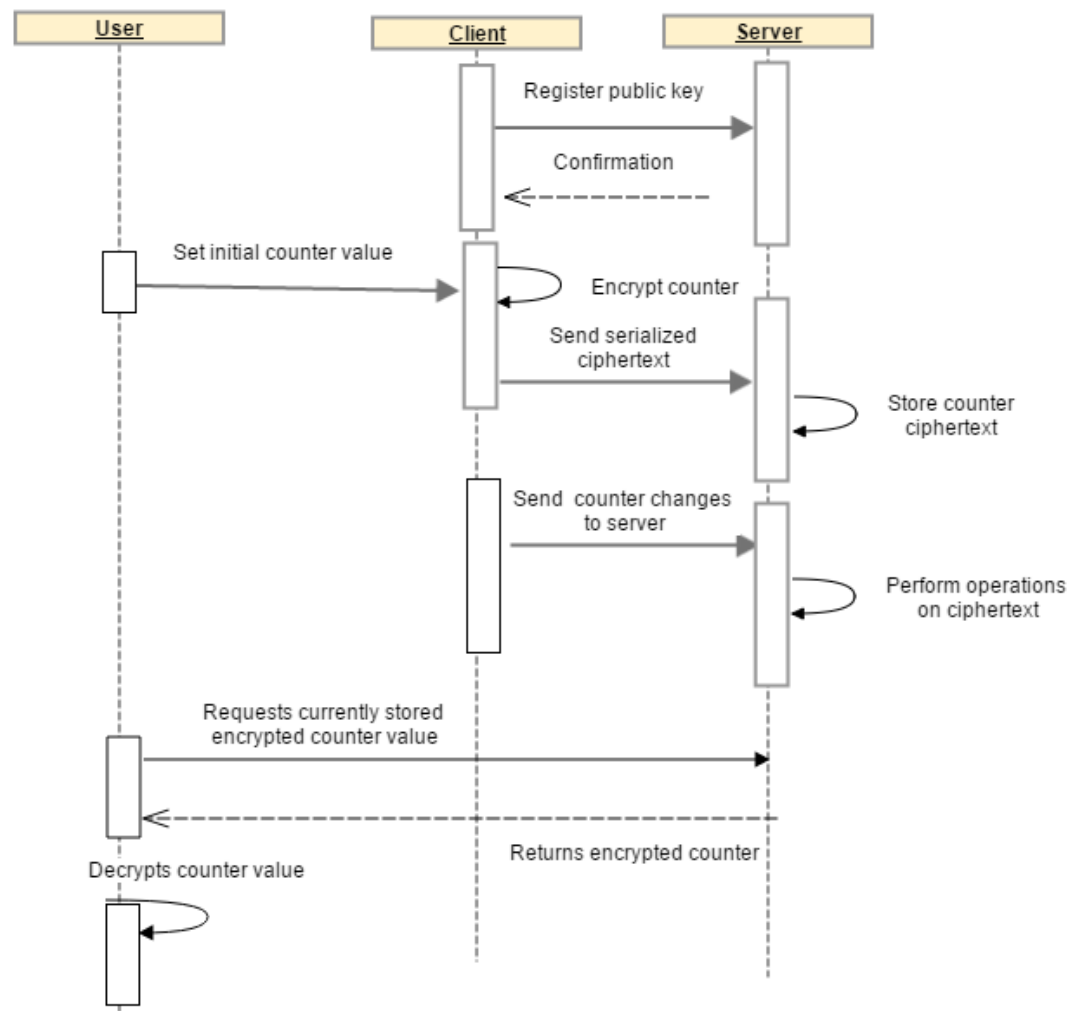 User
Client
Server
Register public key
Confirmation
Set initial counter value
Encrypt counter
Send serialized
ciphertext
Store counter
ciphertext
Send counter changes
to server
Perform operations
on ciphertext
Requests currently stored
encrypted counter value
Returns encrypted counter
Decrypts counter value